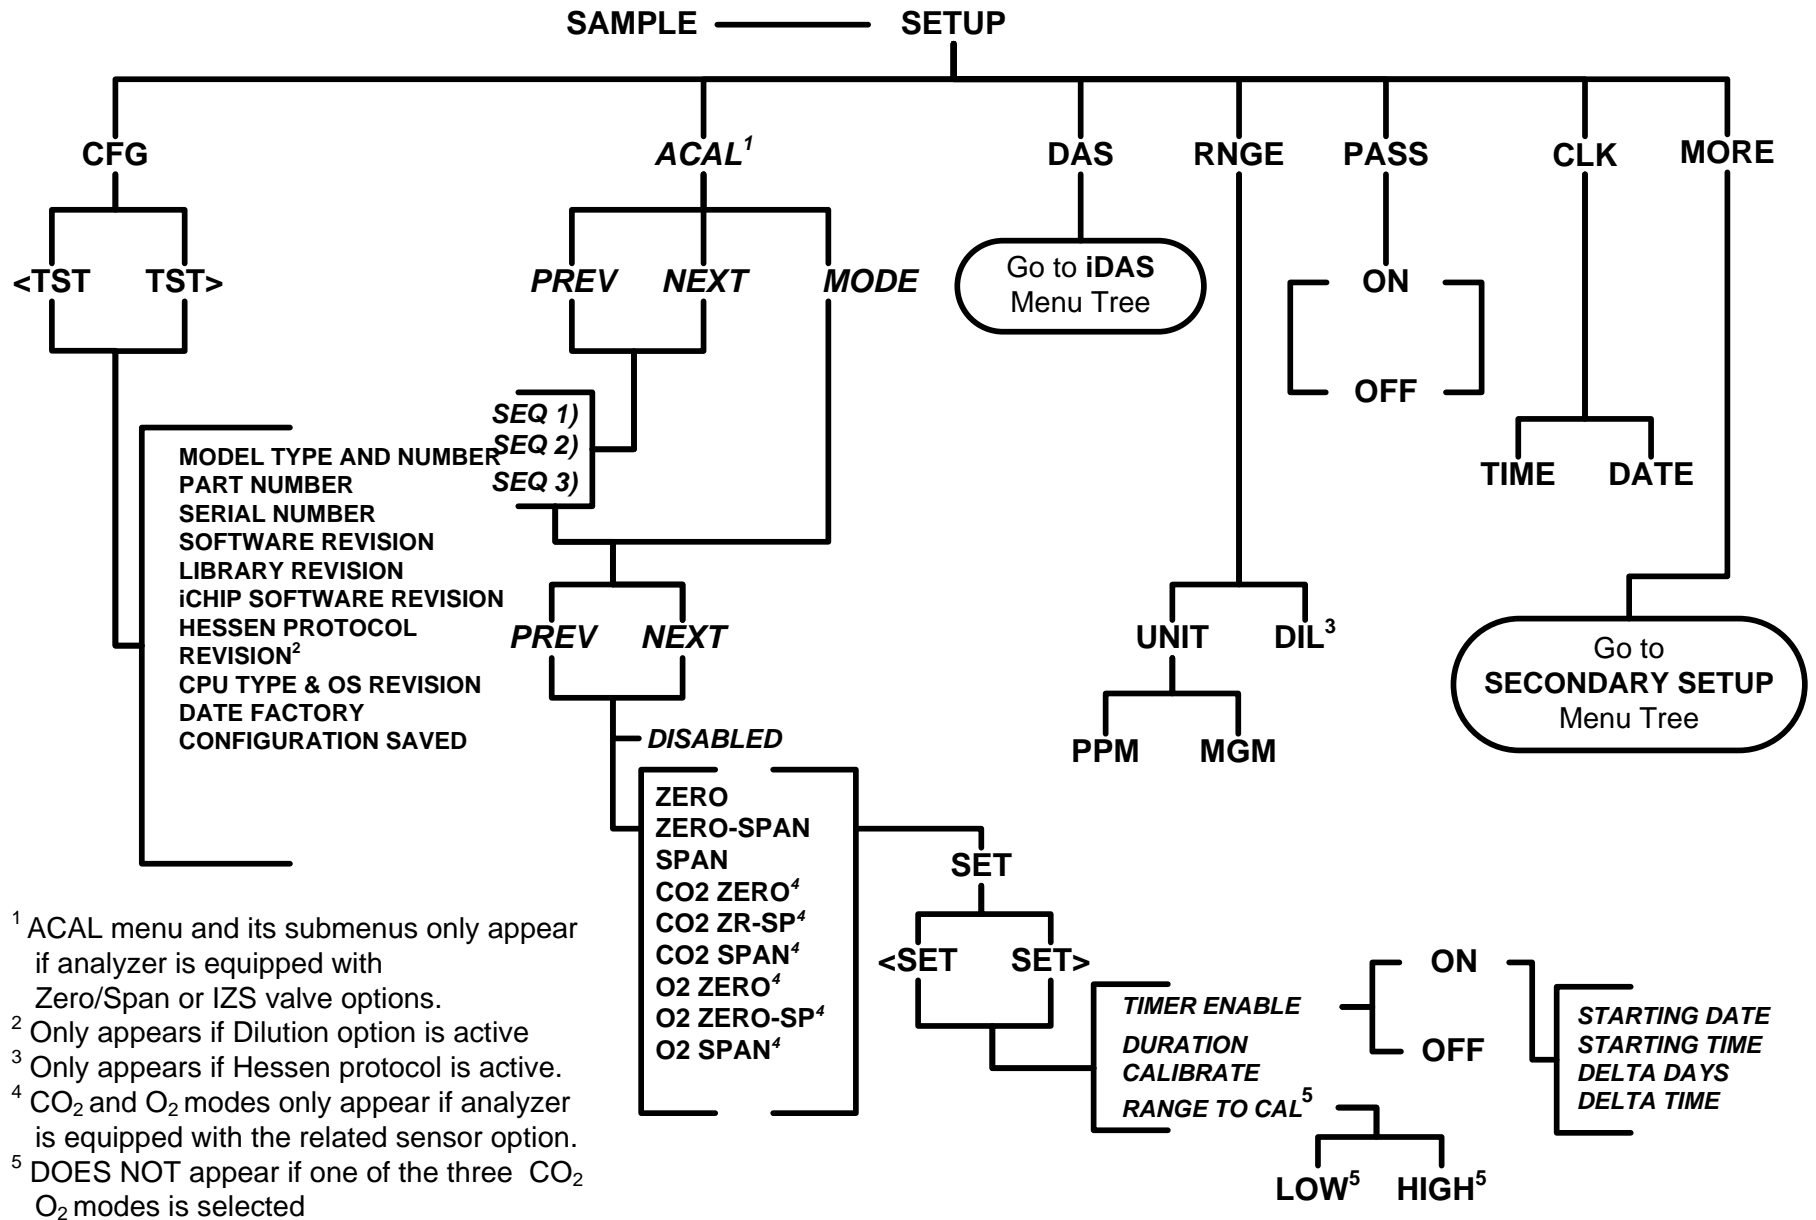 SAMPLE SETUP
CFG ACAL1 DAS RNGE PASS CLK MORE
<TST TST> PREV NEXT MODE
Go to iDAS
Menu Tree
ON
OFF
SEQ 1)
SEQ 2)
SEQ 3)
MODEL TYPE AND NUMBER
PART NUMBER
SERIAL NUMBER
SOFTWARE REVISION
LIBRARY REVISION
iCHIP SOFTWARE REVISION
HESSEN PROTOCOL
REVISION2
CPU TYPE & OS REVISION
DATE FACTORY
CONFIGURATION SAVED
TIME DATE
PREV NEXT
UNIT DIL3
PPM MGM
Go to
SECONDARY SETUP
Menu Tree
DISABLED
ZERO
ZERO-SPAN
SPAN
CO2 ZERO4
CO2 ZR-SP4
CO2 SPAN4
O2 ZERO4
O2 ZERO-SP4
O2 SPAN4
SET
<SET SET>
TIMER ENABLE
DURATION
CALIBRATE
RANGE TO CAL5
ON
OFF
STARTING DATE
STARTING TIME
DELTA DAYS
DELTA TIME
LOW5 HIGH5
1 ACAL menu and its submenus only appear
if analyzer is equipped with
Zero/Span or IZS valve options.
2 Only appears if Dilution option is active
3 Only appears if Hessen protocol is active.
4 CO2 and O2 modes only appear if analyzer
is equipped with the related sensor option.
5 DOES NOT appear if one of the three CO2
O2 modes is selected